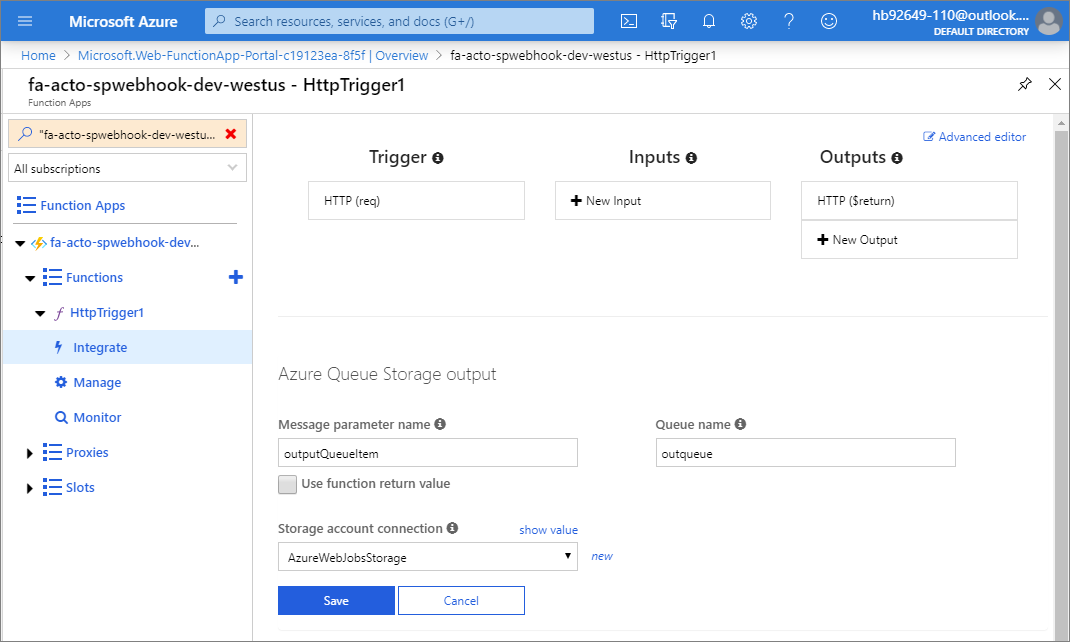 Microsoft Azure
Search resources, services, and docs (G+/)
hb92649-110@outlook....
DEFAULT DIRECTORY
Home > Microsoft.Web-FunctionApp-Portal-c19123ea-8f5f | Overview > fa-acto-spwebhook-dev-westus - HttpTrigger1
fa-acto-spwebhook-dev-westus - HttpTrigger1
Function Apps
"fa-acto-spwebhook-dev-westu...
All subscriptions
Function Apps
fa-acto-spwebhook-dev...
Functions
HttpTrigger1
Integrate
Manage
Monitor
Proxies
Slots
Advanced editor
Trigger
Inputs
Outputs
HTTP (req)
New Input
HTTP ($return)
New Output
Azure Queue Storage output
Message parameter name
Queue name
outputQueueItem
outqueue
Use function return value
Storage account connection
show value
AzureWebJobsStorage
new
Save
Cancel